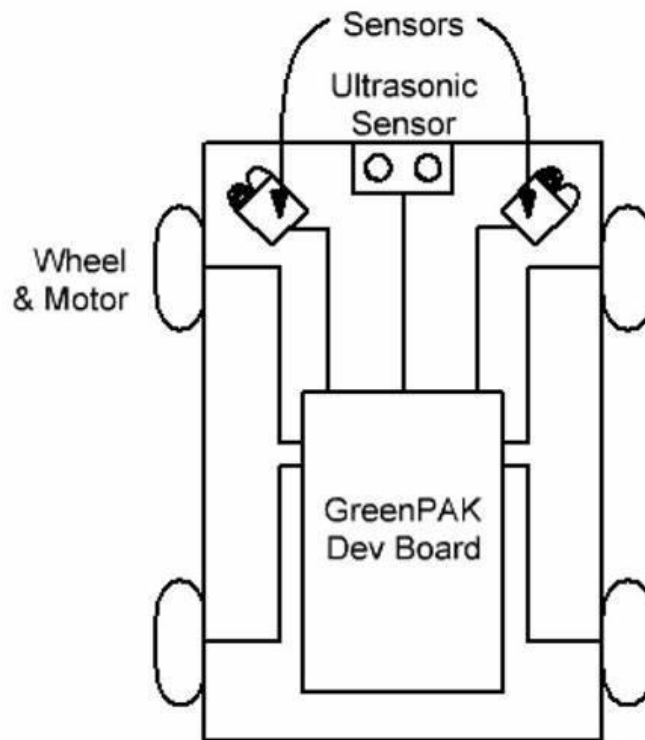 Sensors
Ultrasonic
Sensor
Wheel
& Motor
GreenPAK
Dev Board